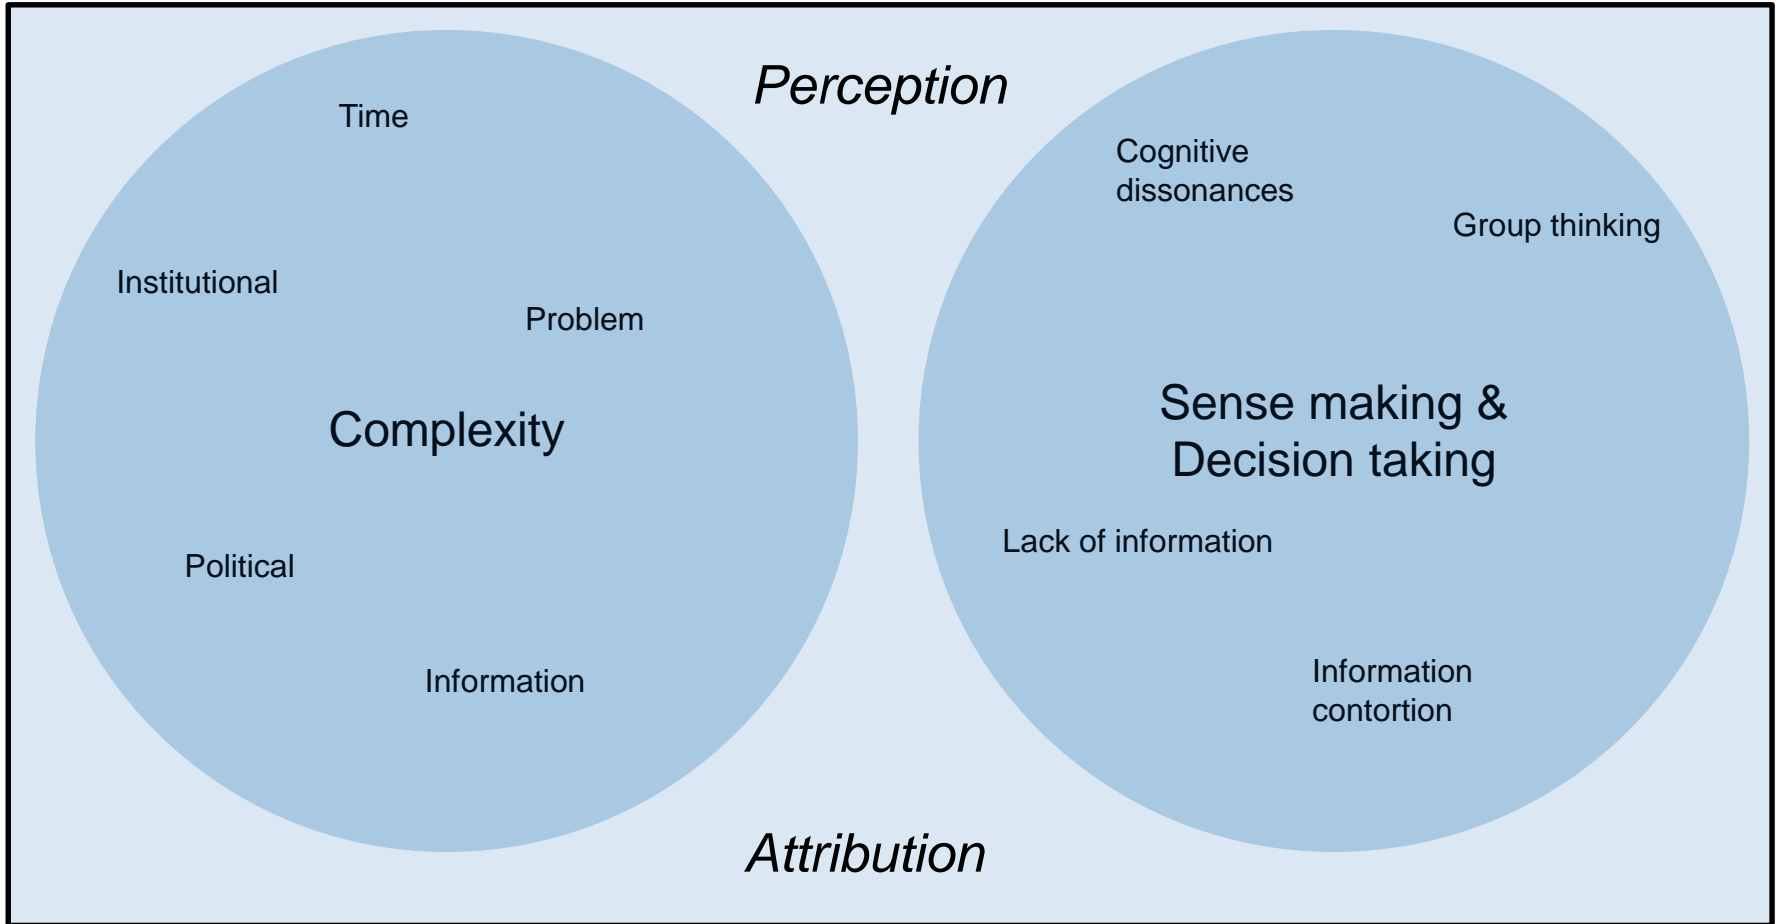 Perception
Time
Institutional
Problem
Complexity
Political
Information
Cognitive
dissonances
Group thinking
Sense making &
Decision taking
Lack of information
Information
contortion
Attribution